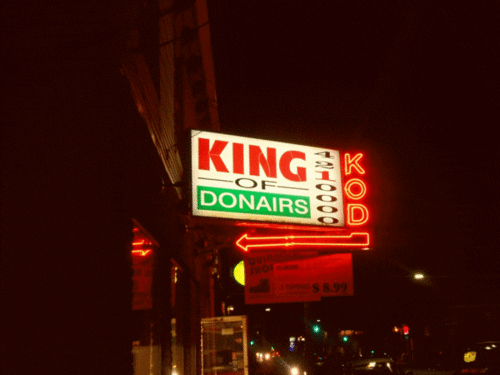 KING
OF
DONAIRS
4210000
KOD
$8.99